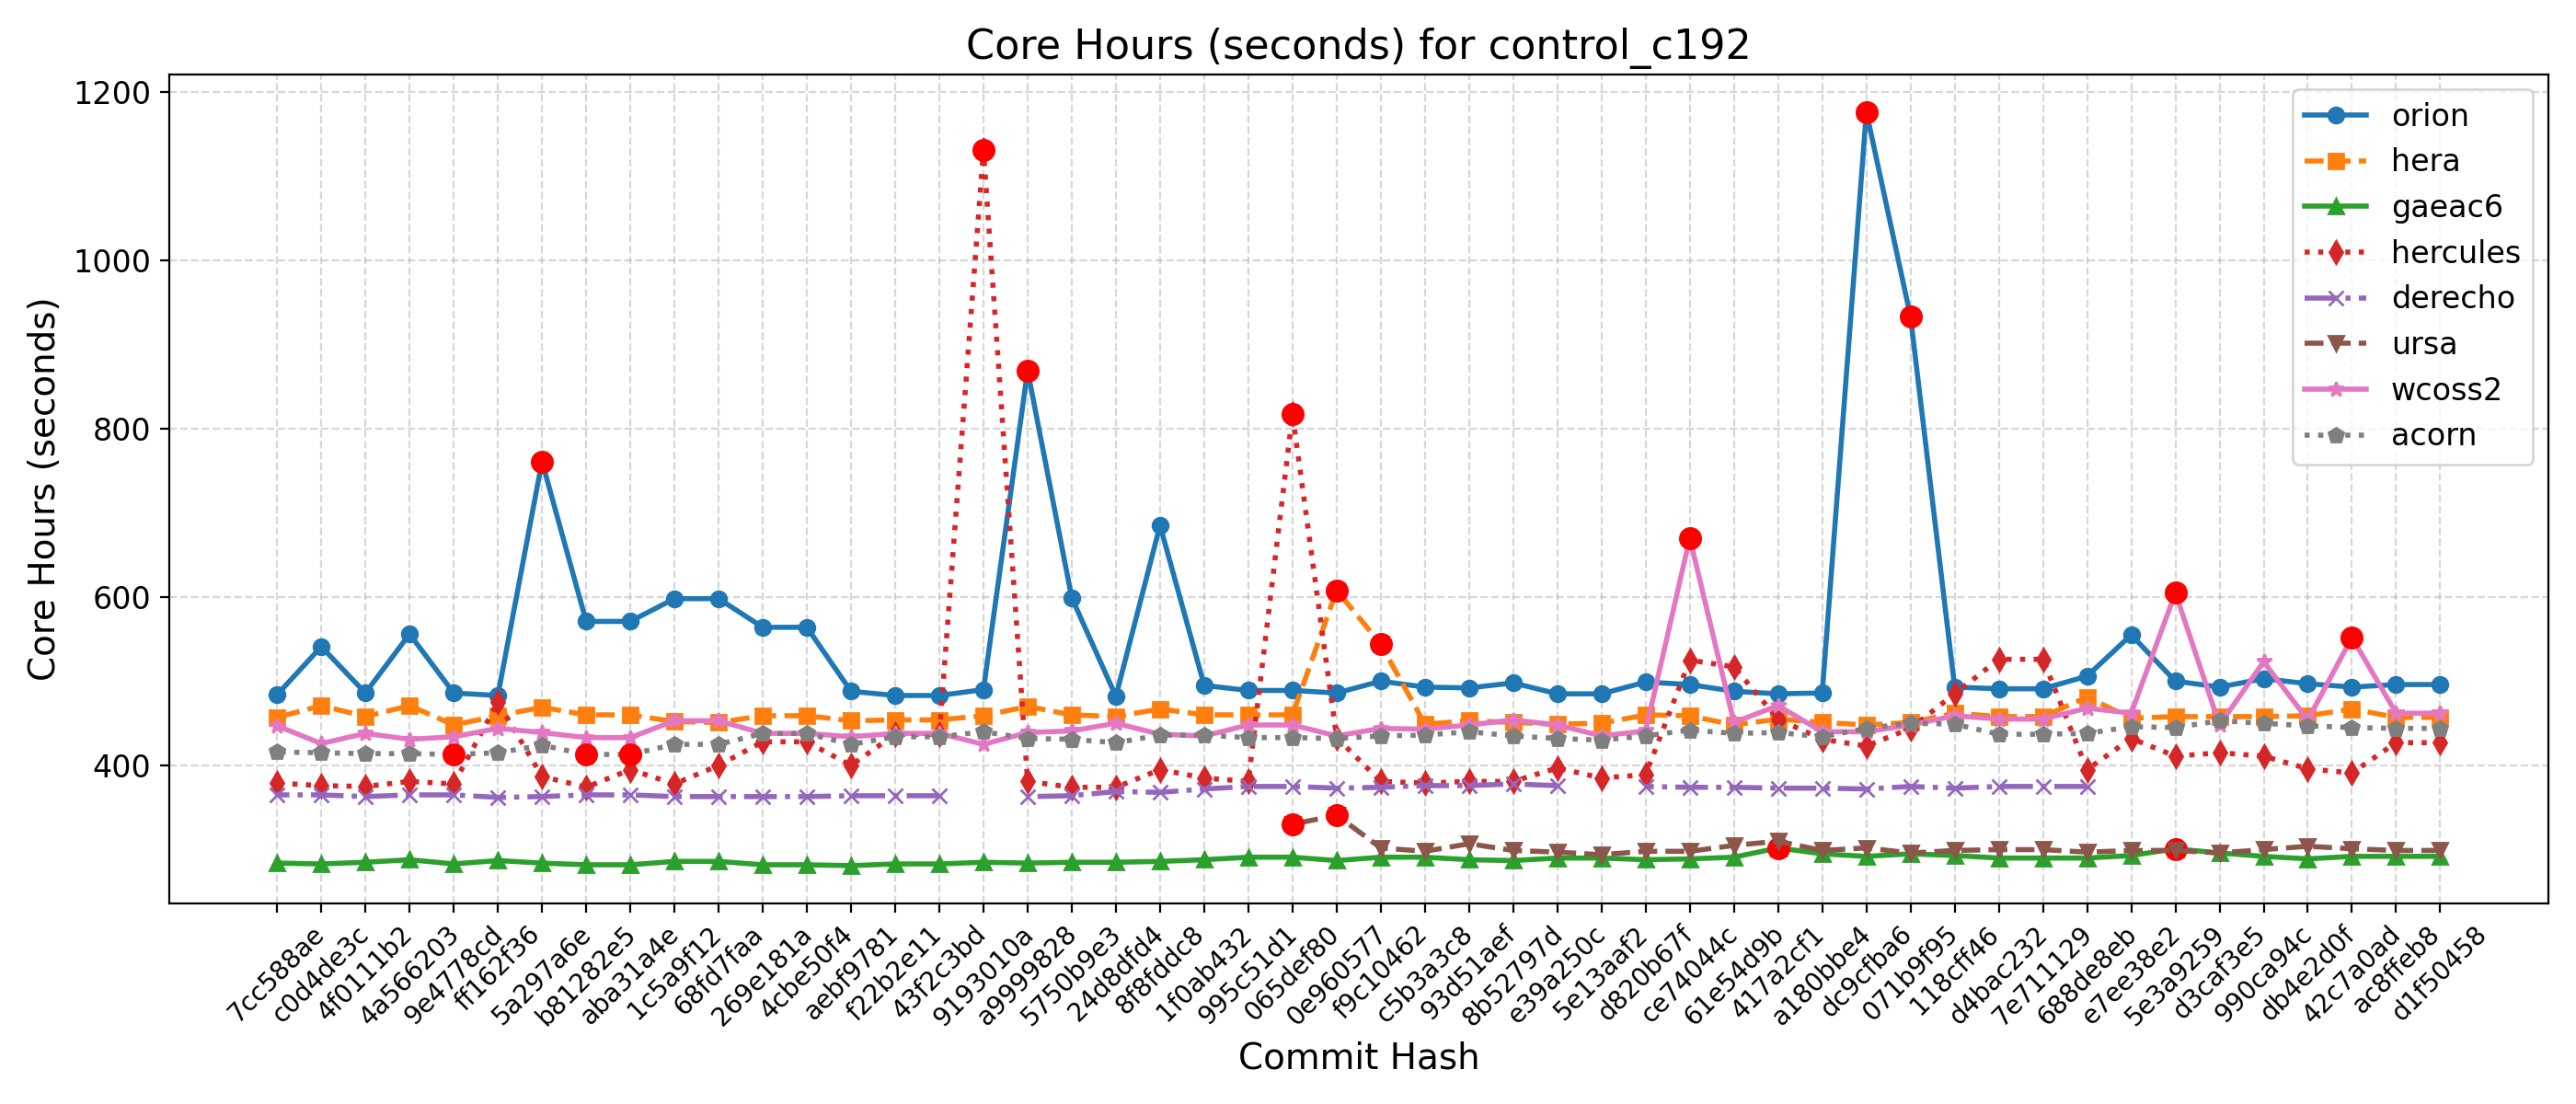 Core Hours (seconds) for control_c192
Core Hours (seconds)
1200
1000
800
600
400
orion
hera
gaeac6
hercules
derecho
ursa
wcoss2
acorn
7cc588ae
c0d4de3c
4f0111b2
4a566203
9e4778cd
ff162f36
5a297a6e
b81282e5
aba31a4e
1c5a9f12
68fd7faa
269e181a
4cbe50f4
aebf9781
f22b2e11
43f2c3bd
9193010a
a9999828
5750b9e3
24d8dfd4
8f8fddc8
1f0ab432
995c51d1
065def80
0e960577
f9c10462
c5b3a3c8
93d51aef
8b52797d
e39a250c
5e13aaf2
d820b67f
ce74044c
61e54d9b
417a2cf1
a180bbe4
dc9cfba6
071b9f95
118cff46
d4bac232
7e711129
688de8eb
e7ee38e2
5e3a9259
d3caf3e5
990ca94c
db4e2d0f
42c7a0ad
ac8ffeb8
d1f50458
Commit Hash